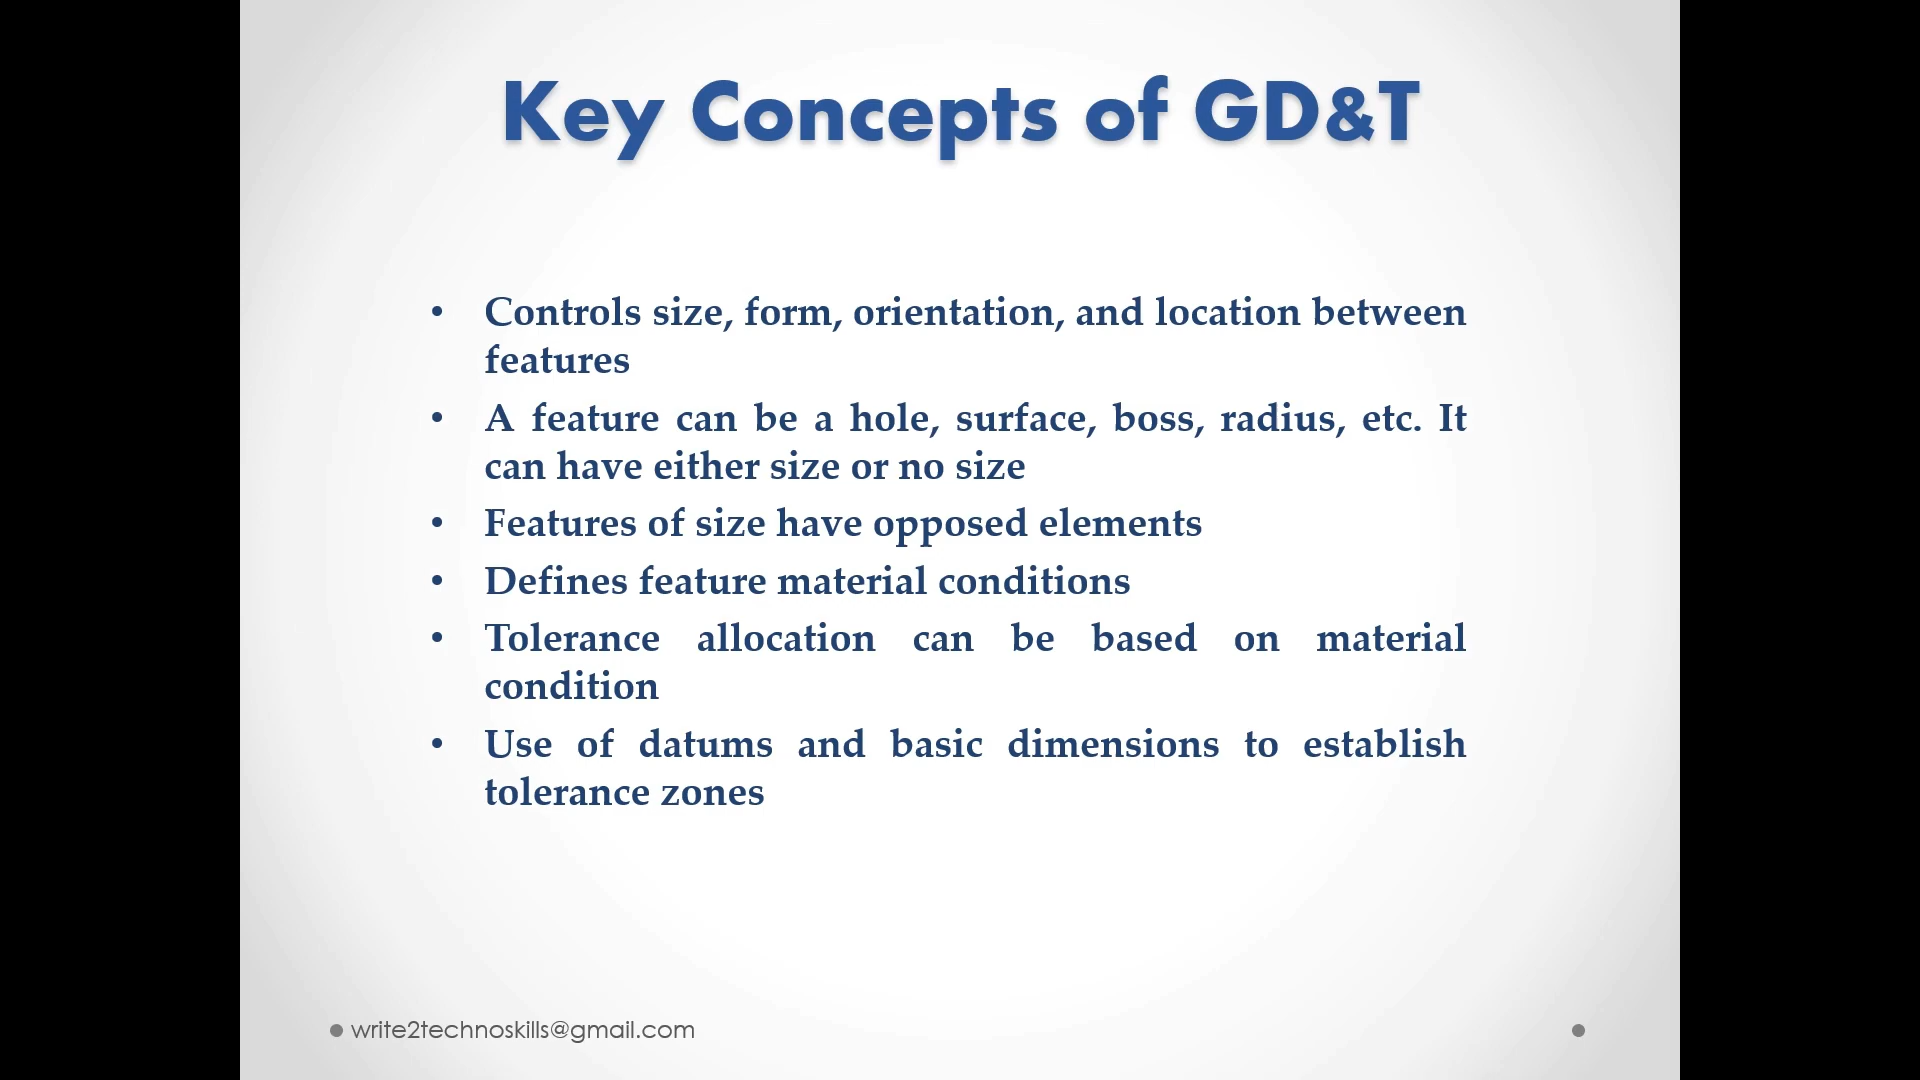 Key Concepts of GD&T
• Controls size, form, orientation, and location between
features
• A feature can be a hole, surface, boss, radius, etc. It
can have either size or no size
• Features of size have opposed elements
• Defines feature material conditions
• Tolerance allocation can be based on material
condition
• Use of datums and basic dimensions to establish
tolerance zones
write2technoskills@gmail.com